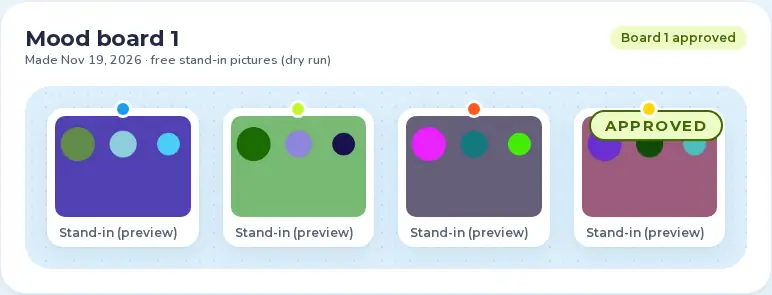 Mood board 1
Board 1 approved
Made Nov 19, 2026 · free stand-in pictures (dry run)
APPROVED
Stand-in (preview)
Stand-in (preview)
Stand-in (preview)
Stand-in (preview)